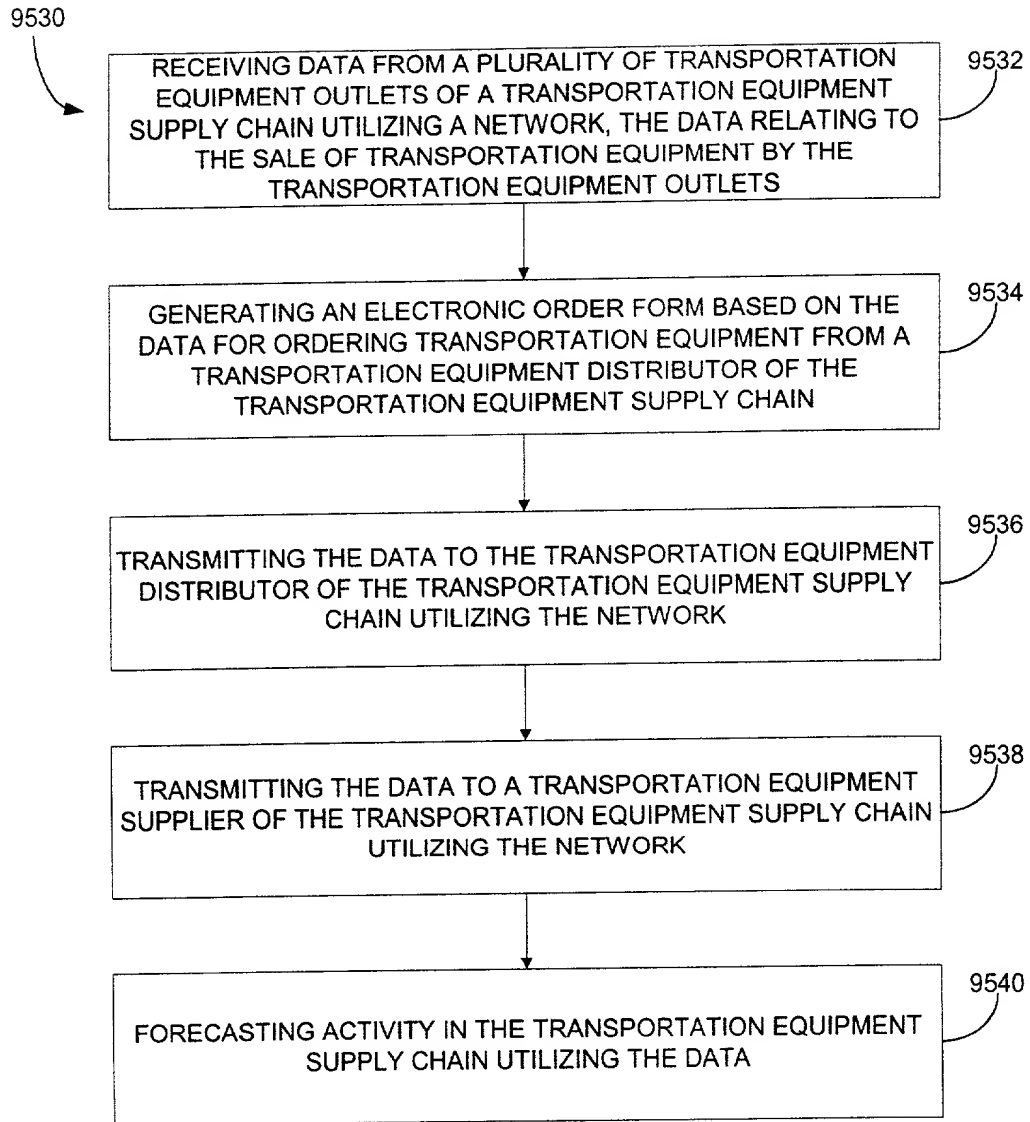 9530
RECEIVING DATA FROM A PLURALITY OF TRANSPORTATION
EQUIPMENT OUTLETS OF A TRANSPORTATION EQUIPMENT
SUPPLY CHAIN UTILIZING A NETWORK, THE DATA RELATING TO
THE SALE OF TRANSPORTATION EQUIPMENT BY THE
TRANSPORTATION EQUIPMENT OUTLETS
9532
GENERATING AN ELECTRONIC ORDER FORM BASED ON THE
DATA FOR ORDERING TRANSPORTATION EQUIPMENT FROM A
TRANSPORTATION EQUIPMENT DISTRIBUTOR OF THE
TRANSPORTATION EQUIPMENT SUPPLY CHAIN
9534
TRANSMITTING THE DATA TO THE TRANSPORTATION EQUIPMENT
DISTRIBUTOR OF THE TRANSPORTATION EQUIPMENT SUPPLY
CHAIN UTILIZING THE NETWORK
9536
TRANSMITTING THE DATA TO A TRANSPORTATION EQUIPMENT
SUPPLIER OF THE TRANSPORTATION EQUIPMENT SUPPLY CHAIN
UTILIZING THE NETWORK
9538
FORECASTING ACTIVITY IN THE TRANSPORTATION EQUIPMENT
SUPPLY CHAIN UTILIZING THE DATA
9540